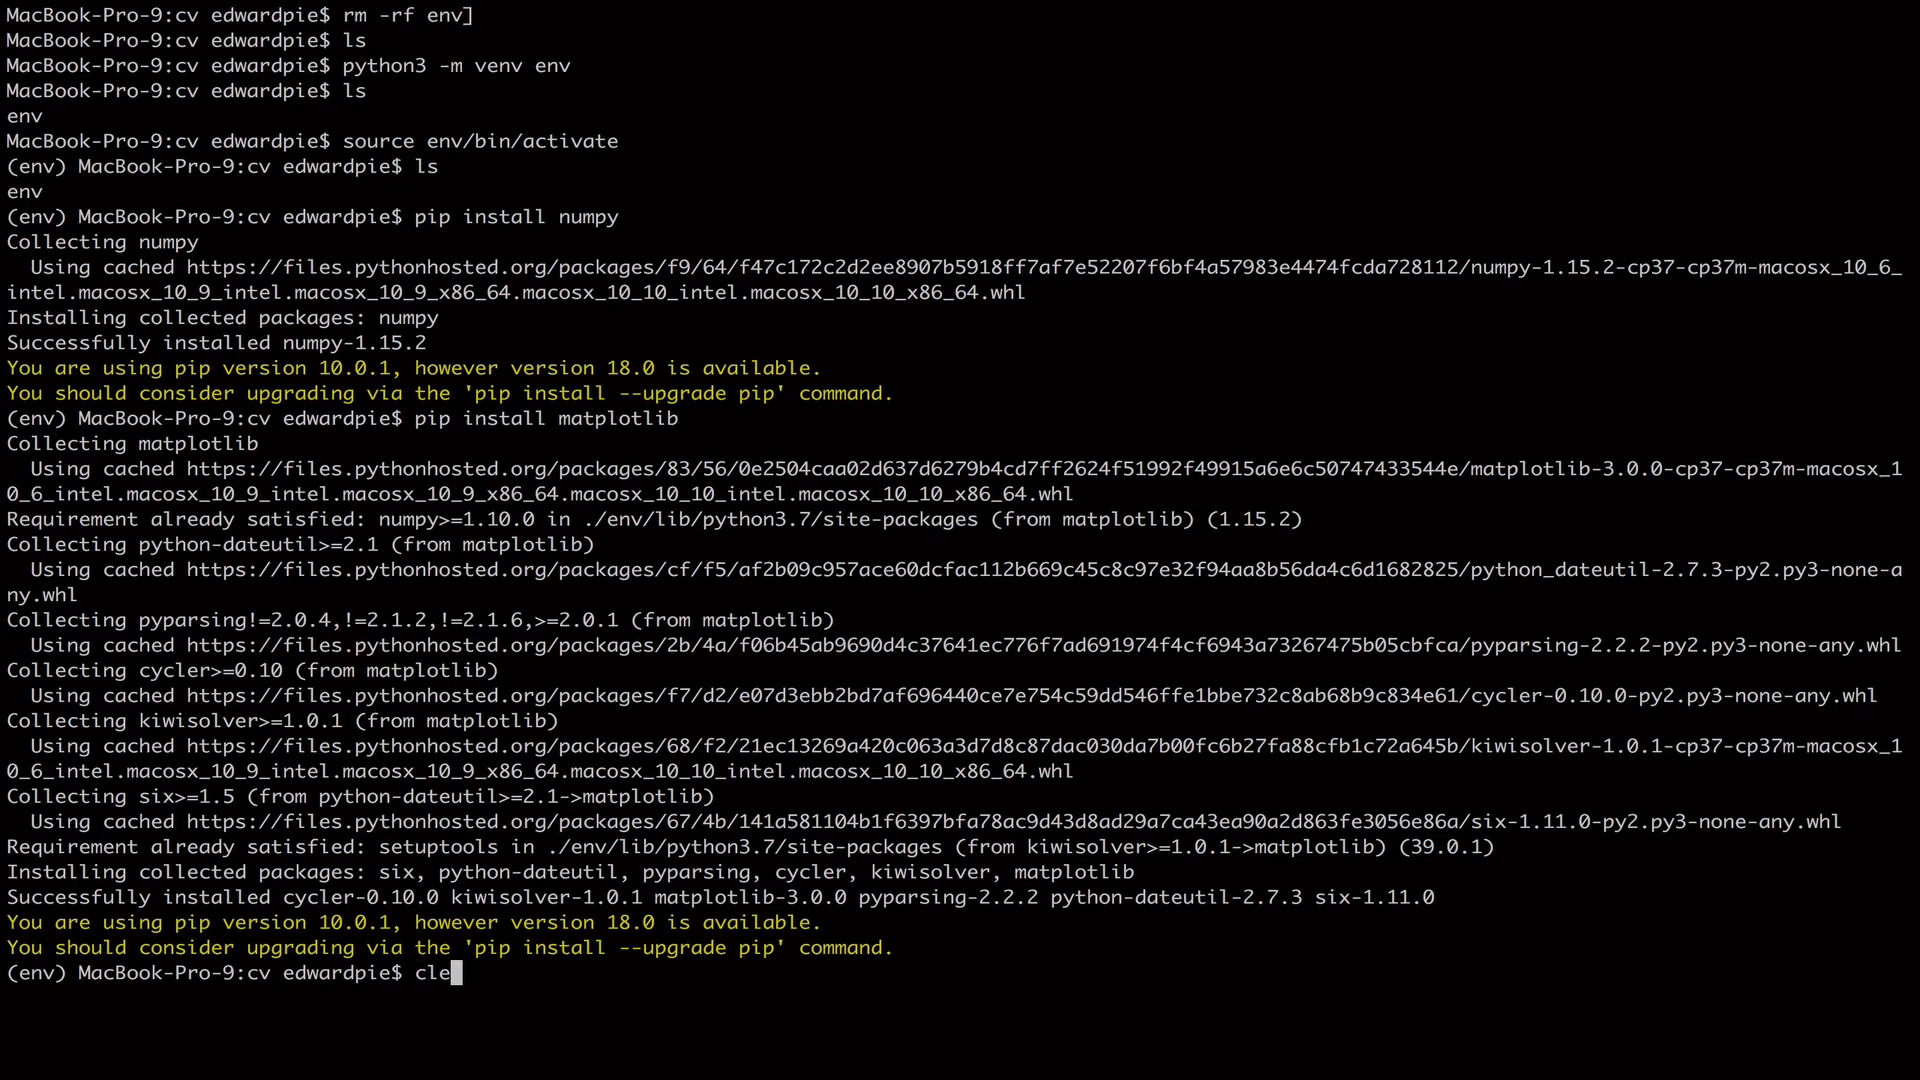 MacBook-Pro-9:cv edwardpie$ rm -rf env]
MacBook-Pro-9:cv edwardpie$ ls
MacBook-Pro-9:cv edwardpie$ python3 -m venv env
MacBook-Pro-9:cv edwardpie$ ls
env
MacBook-Pro-9:cv edwardpie$ source env/bin/activate
(env) MacBook-Pro-9:cv edwardpie$ ls
env
(env) MacBook-Pro-9:cv edwardpie$ pip install numpy
Collecting numpy
  Using cached https://files.pythonhosted.org/packages/f9/64/f47c172c2d2ee8907b5918ff7af7e52207f6bf4a57983e4474fcda728112/numpy-1.15.2-cp37-cp37m-macosx_10_6_
intel.macosx_10_9_intel.macosx_10_9_x86_64.macosx_10_10_intel.macosx_10_10_x86_64.whl
Installing collected packages: numpy
Successfully installed numpy-1.15.2
You are using pip version 10.0.1, however version 18.0 is available.
You should consider upgrading via the 'pip install --upgrade pip' command.
(env) MacBook-Pro-9:cv edwardpie$ pip install matplotlib
Collecting matplotlib
  Using cached https://files.pythonhosted.org/packages/83/56/0e2504caa02d637d6279b4cd7ff2624f51992f49915a6e6c50747433544e/matplotlib-3.0.0-cp37-cp37m-macosx_1
0_6_intel.macosx_10_9_intel.macosx_10_9_x86_64.macosx_10_10_intel.macosx_10_10_x86_64.whl
Requirement already satisfied: numpy>=1.10.0 in ./env/lib/python3.7/site-packages (from matplotlib) (1.15.2)
Collecting python-dateutil>=2.1 (from matplotlib)
  Using cached https://files.pythonhosted.org/packages/cf/f5/af2b09c957ace60dcfac112b669c45c8c97e32f94aa8b56da4c6d1682825/python_dateutil-2.7.3-py2.py3-none-a
ny.whl
Collecting pyparsing!=2.0.4,!=2.1.2,!=2.1.6,>=2.0.1 (from matplotlib)
  Using cached https://files.pythonhosted.org/packages/2b/4a/f06b45ab9690d4c37641ec776f7ad691974f4cf6943a73267475b05cbfca/pyparsing-2.2.2-py2.py3-none-any.whl
Collecting cycler>=0.10 (from matplotlib)
  Using cached https://files.pythonhosted.org/packages/f7/d2/e07d3ebb2bd7af696440ce7e754c59dd546ffe1bbe732c8ab68b9c834e61/cycler-0.10.0-py2.py3-none-any.whl
Collecting kiwisolver>=1.0.1 (from matplotlib)
  Using cached https://files.pythonhosted.org/packages/68/f2/21ec13269a420c063a3d7d8c87dac030da7b00fc6b27fa88cfb1c72a645b/kiwisolver-1.0.1-cp37-cp37m-macosx_1
0_6_intel.macosx_10_9_intel.macosx_10_9_x86_64.macosx_10_10_intel.macosx_10_10_x86_64.whl
Collecting six>=1.5 (from python-dateutil>=2.1->matplotlib)
  Using cached https://files.pythonhosted.org/packages/67/4b/141a581104b1f6397bfa78ac9d43d8ad29a7ca43ea90a2d863fe3056e86a/six-1.11.0-py2.py3-none-any.whl
Requirement already satisfied: setuptools in ./env/lib/python3.7/site-packages (from kiwisolver>=1.0.1->matplotlib) (39.0.1)
Installing collected packages: six, python-dateutil, pyparsing, cycler, kiwisolver, matplotlib
Successfully installed cycler-0.10.0 kiwisolver-1.0.1 matplotlib-3.0.0 pyparsing-2.2.2 python-dateutil-2.7.3 six-1.11.0
You are using pip version 10.0.1, however version 18.0 is available.
You should consider upgrading via the 'pip install --upgrade pip' command.
(env) MacBook-Pro-9:cv edwardpie$ cle